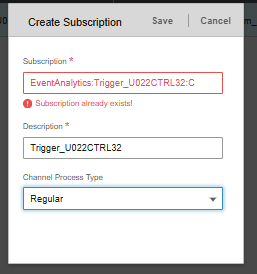 Create Subscription Save Cancel
Subscription *
EventAnalytics:Trigger_U022CTRL32:C
Subscription already exists!
Description *
Trigger_U022CTRL32
Channel Process Type
Regular